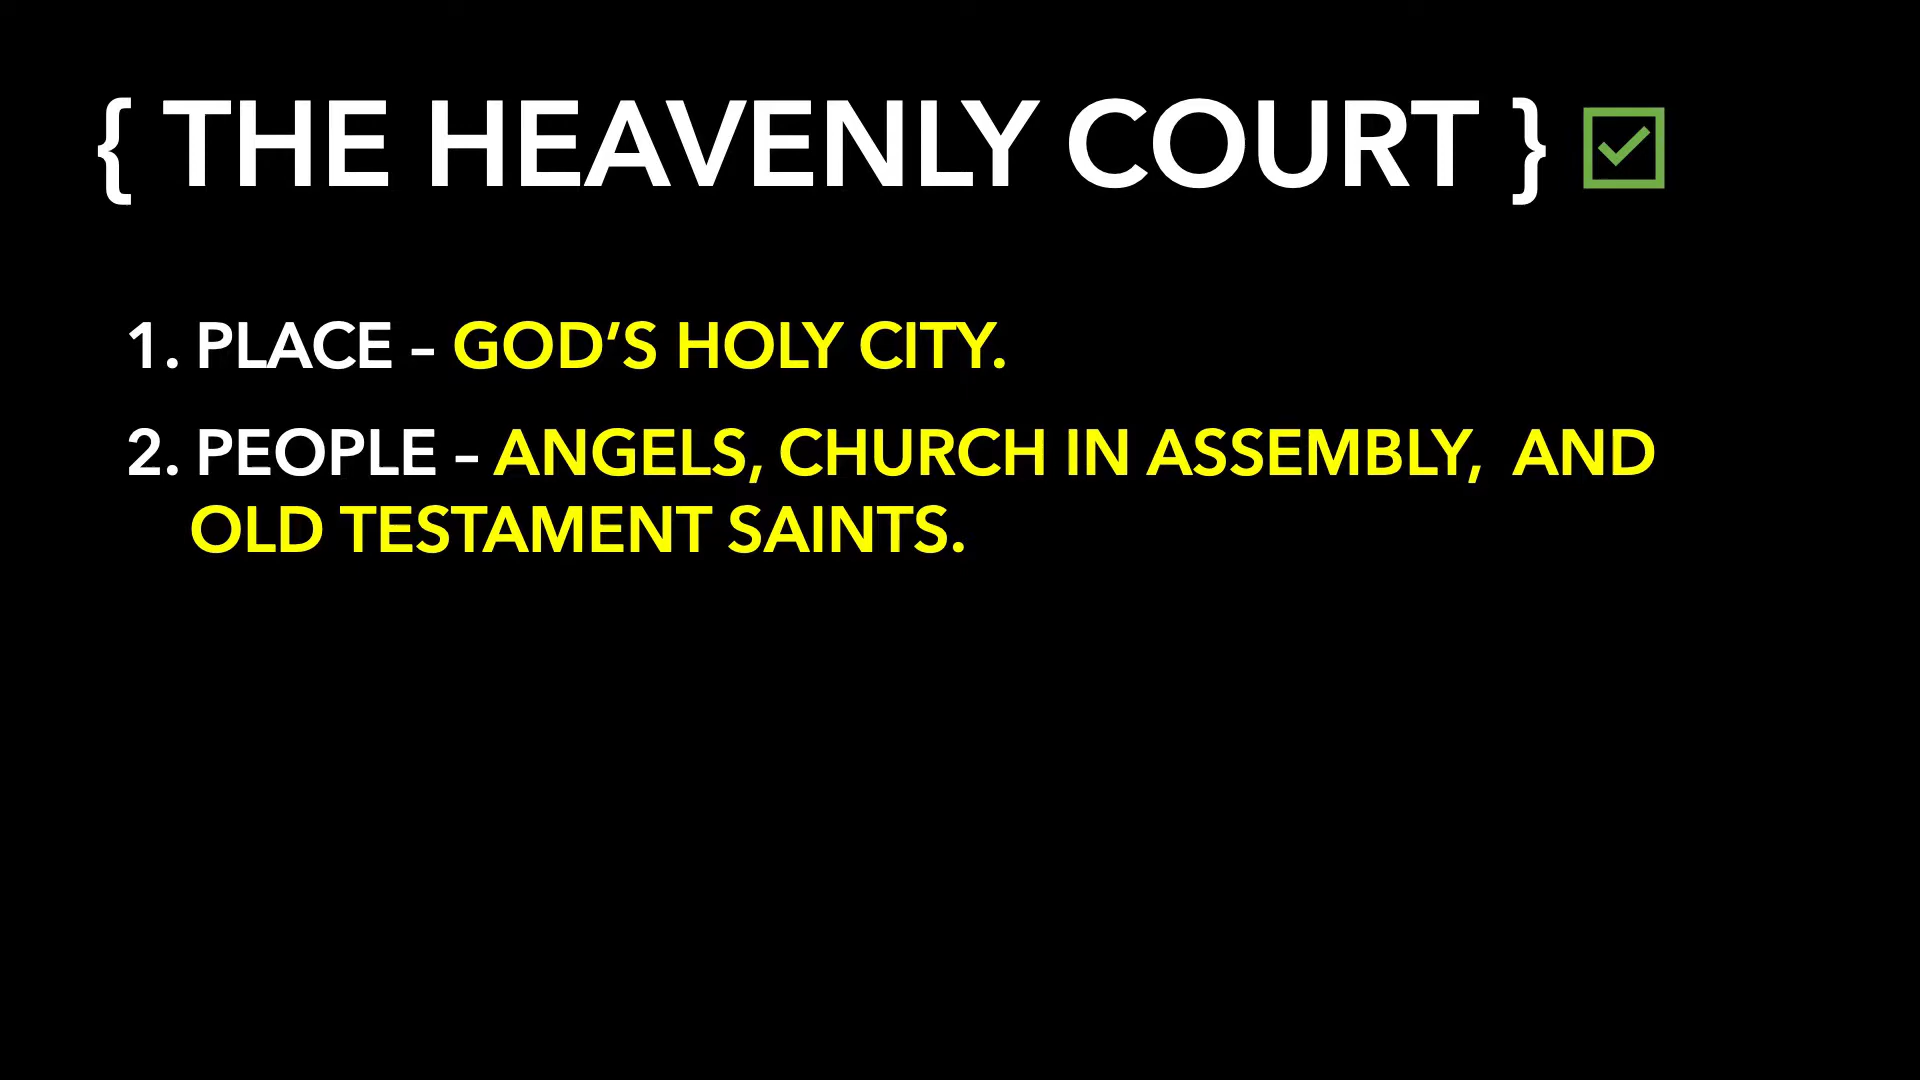 { THE HEAVENLY COURT }
1. PLACE – GOD’S HOLY CITY.
2. PEOPLE – ANGELS, CHURCH IN ASSEMBLY,  AND
OLD TESTAMENT SAINTS.